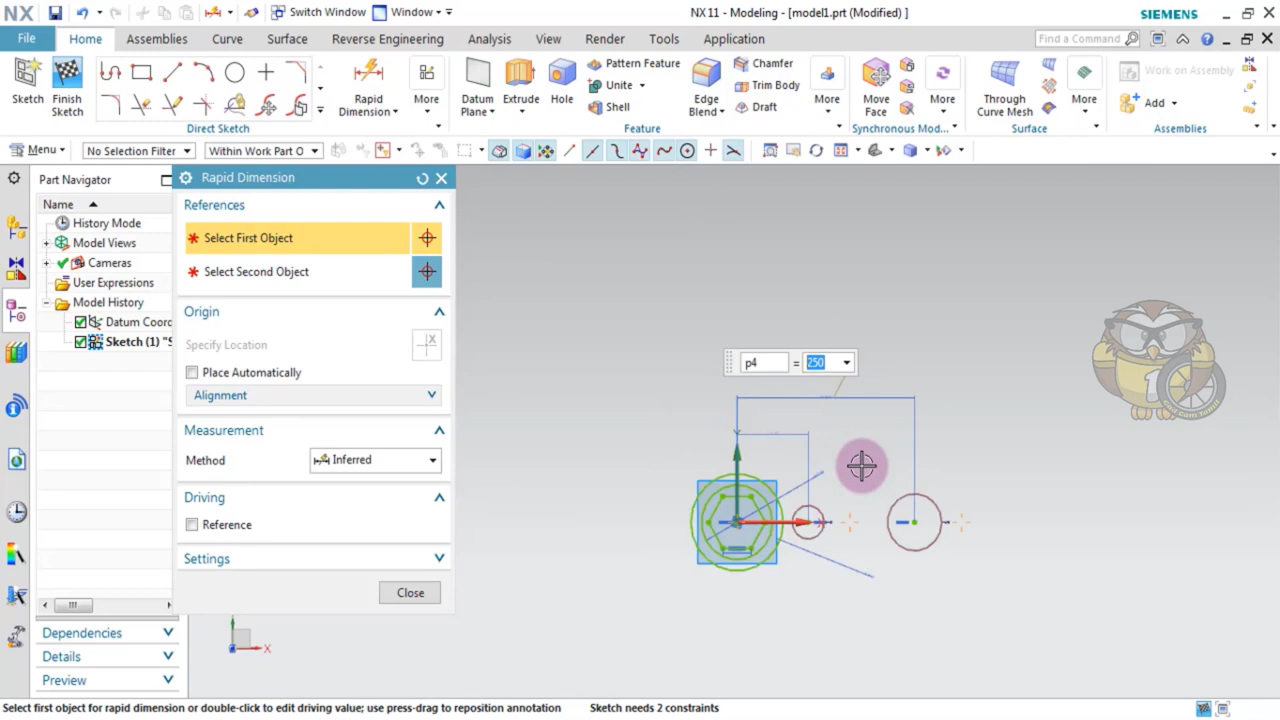 NX
Switch Window
Window
NX 11 - Modeling - [model1.prt (Modified) ]
SIEMENS
File
Home
Assemblies
Curve
Surface
Reverse Engineering
Analysis
View
Render
Tools
Application
Find a Command
Sketch
Finish Sketch
Rapid Dimension
More
Datum Plane
Extrude
Hole
Pattern Feature
Unite
Shell
Edge Blend
Chamfer
Trim Body
Draft
More
Move Face
More
Through Curve Mesh
More
Work on Assembly
Add
Direct Sketch
Feature
Synchronous Mod...
Surface
Assemblies
Menu
No Selection Filter
Within Work Part O
Part Navigator
Name
History Mode
Model Views
Cameras
User Expressions
Model History
Datum Coord
Sketch (1) "S
Dependencies
Details
Preview
Rapid Dimension
References
Select First Object
Select Second Object
Origin
Specify Location
Place Automatically
Alignment
Measurement
Method
Inferred
Driving
Reference
Settings
Close
p4 = 250
X
Select first object for rapid dimension or double-click to edit driving value; use press-drag to reposition annotation
Sketch needs 2 constraints